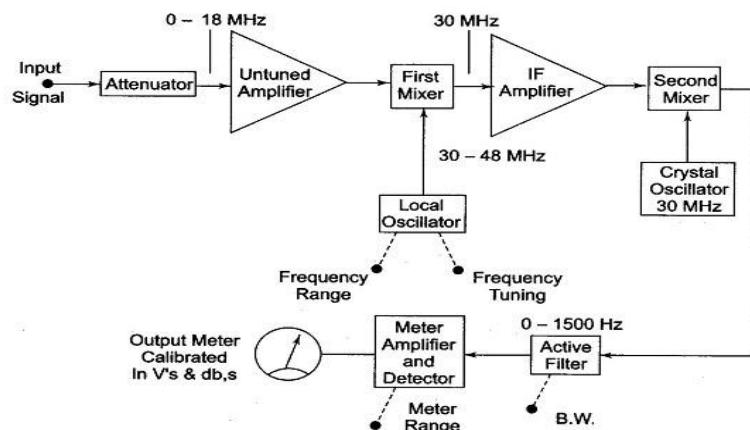 0 – 18 MHz
30 MHz
Input
Signal
Attenuator
Untuned
Amplifier
First
Mixer
IF
Amplifier
Second
Mixer
30 – 48 MHz
Crystal
Oscillator
30 MHz
Local
Oscillator
Frequency
Range
Frequency
Tuning
Output Meter
Calibrated
In V's & db,s
Meter
Amplifier
and
Detector
0 – 1500 Hz
Active
Filter
Meter
Range
B.W.